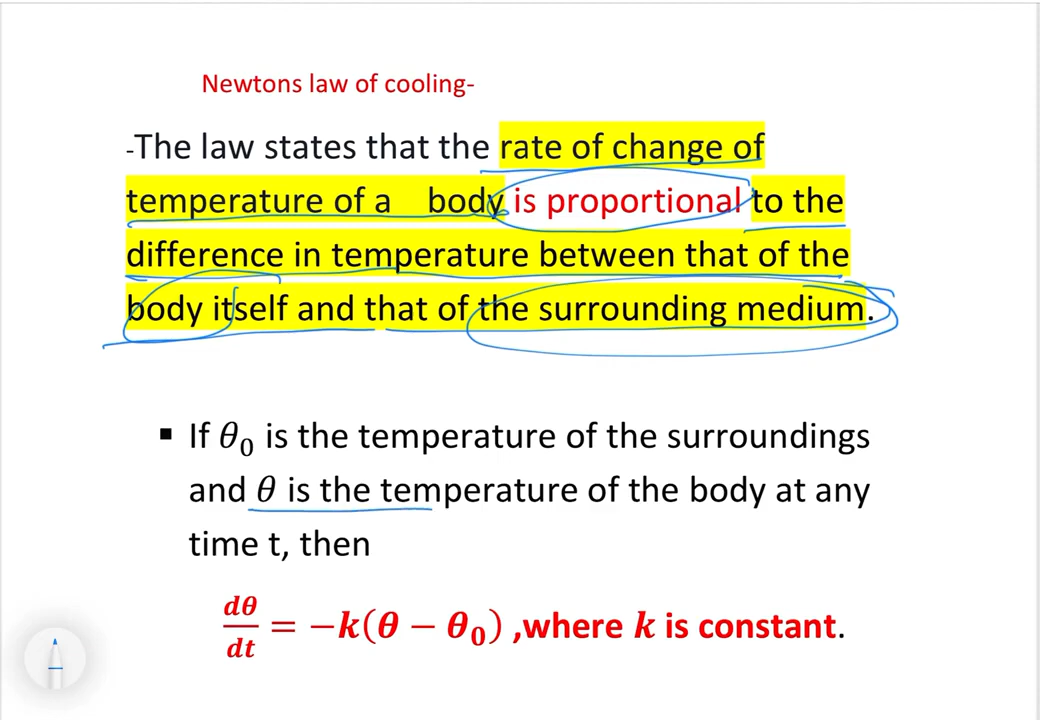 Newtons law of cooling-
-The law states that the rate of change of
temperature of a body is proportional to the
difference in temperature between that of the
body itself and that of the surrounding medium.
▪ If θ₀ is the temperature of the surroundings
and θ is the temperature of the body at any
time t, then
dθ/dt = −k(θ − θ₀) ,where k is constant.